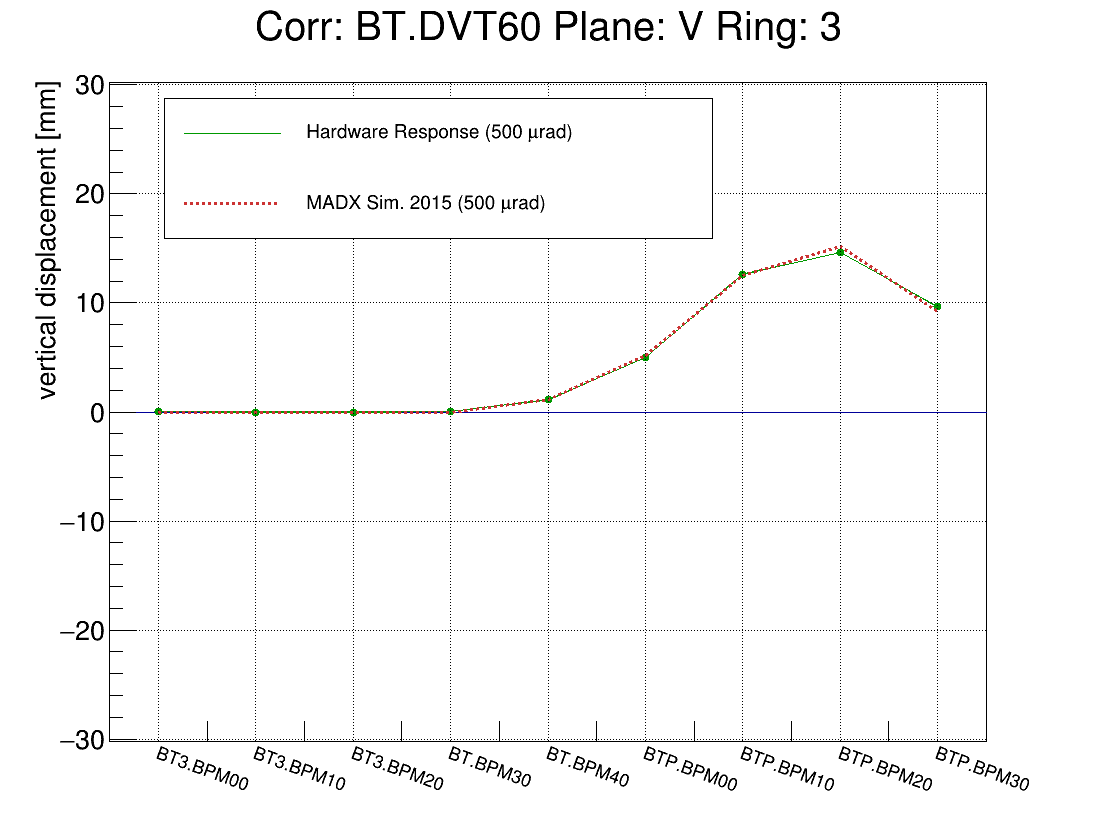 Corr: BT.DVT60 Plane: V Ring: 3
vertical displacement [mm]
30
20
10
0
−10
−20
−30
Hardware Response (500 μrad)
MADX Sim. 2015 (500 μrad)
BT3.BPM00
BT3.BPM10
BT3.BPM20
BT.BPM30
BT.BPM40
BTP.BPM00
BTP.BPM10
BTP.BPM20
BTP.BPM30